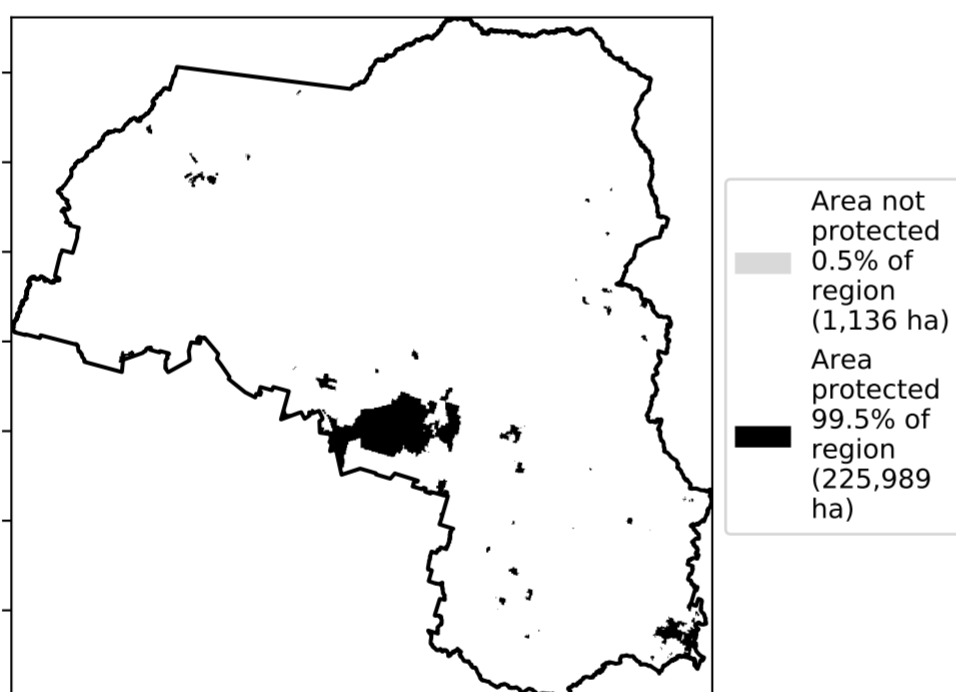 Area not
protected
0.5% of
region
(1,136 ha)
Area
protected
99.5% of
region
(225,989
ha)